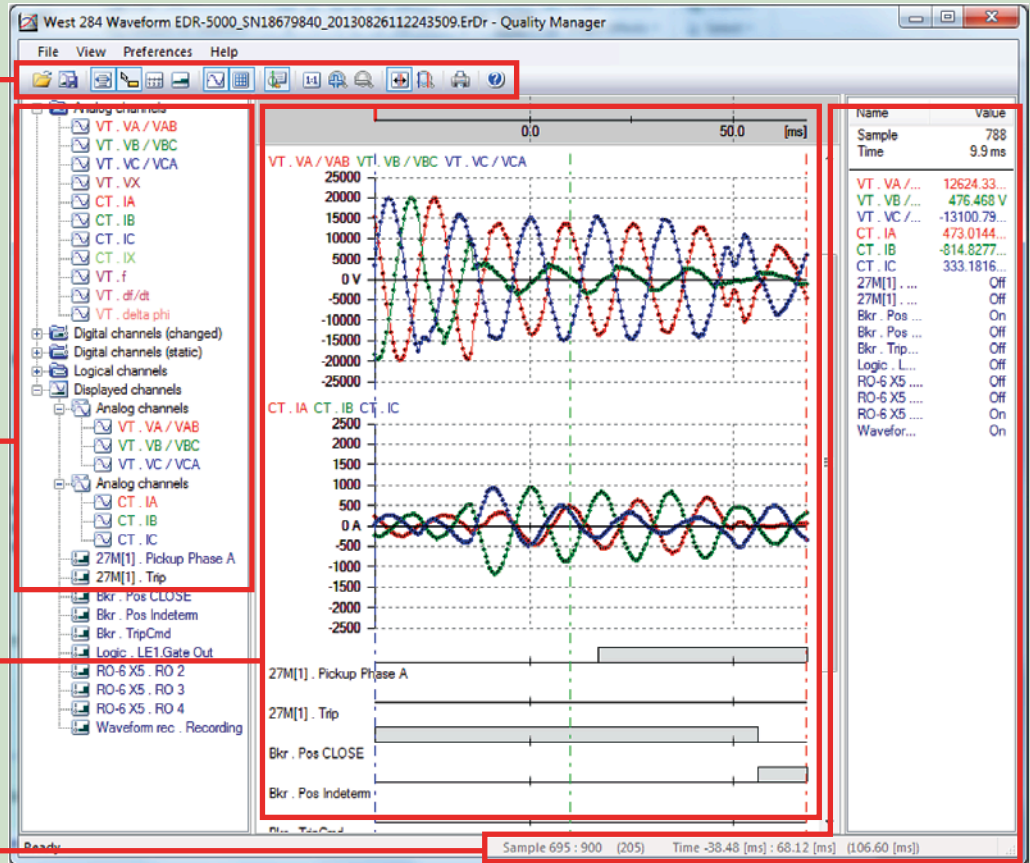 West 284 Waveform EDR-5000_SN18679840_20130826112243509.ErDr - Quality Manager
File View Preferences Help
1:1
Analog channels
VT . VA / VAB
VT . VB / VBC
VT . VC / VCA
VT . VX
CT . IA
CT . IB
CT . IC
CT . IX
VT . f
VT . df/dt
VT . delta phi
Digital channels (changed)
Digital channels (static)
Logical channels
Displayed channels
Analog channels
VT . VA / VAB
VT . VB / VBC
VT . VC / VCA
Analog channels
CT . IA
CT . IB
CT . IC
27M[1] . Pickup Phase A
27M[1] . Trip
Bkr . Pos CLOSE
Bkr . Pos Indeterm
Bkr . TripCmd
Logic . LE1.Gate Out
RO-6 X5 . RO 2
RO-6 X5 . RO 3
RO-6 X5 . RO 4
Waveform rec . Recording
0.0 50.0 [ms]
VT . VA / VAB VT . VB / VBC VT . VC / VCA
25000
20000
15000
10000
5000
0 V
-5000
-10000
-15000
-20000
-25000
CT . IA CT . IB CT . IC
2500
2000
1500
1000
500
0 A
-500
-1000
-1500
-2000
-2500
27M[1] . Pickup Phase A
27M[1] . Trip
Bkr . Pos CLOSE
Bkr . Pos Indeterm
Bkr . TripCmd
Name Value
Sample 788
Time 9.9 ms
VT . VA /... 12624.33...
VT . VB /... 476.468 V
VT . VC /... -13100.79...
CT . IA 473.0144...
CT . IB -814.8277...
CT . IC 333.1816...
27M[1] . ... Off
27M[1] . ... Off
Bkr . Pos ... On
Bkr . Pos ... Off
Bkr . Trip... Off
Logic . L... Off
RO-6 X5 .... Off
RO-6 X5 .... Off
RO-6 X5 .... On
Wavefor... On
Ready
Sample 695 : 900 (205) Time -38.48 [ms] : 68.12 [ms] (106.60 [ms])